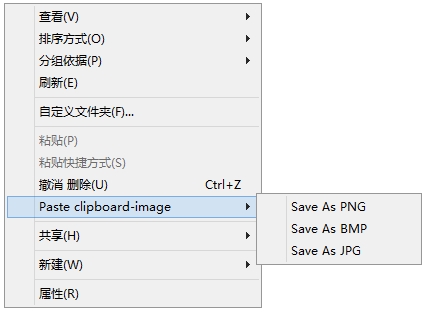 查看(V)
排序方式(O)
分组依据(P)
刷新(E)
自定义文件夹(F)...
粘贴(P)
粘贴快捷方式(S)
撤消 删除(U) Ctrl+Z
Paste clipboard-image
Save As PNG
Save As BMP
Save As JPG
共享(H)
新建(W)
属性(R)